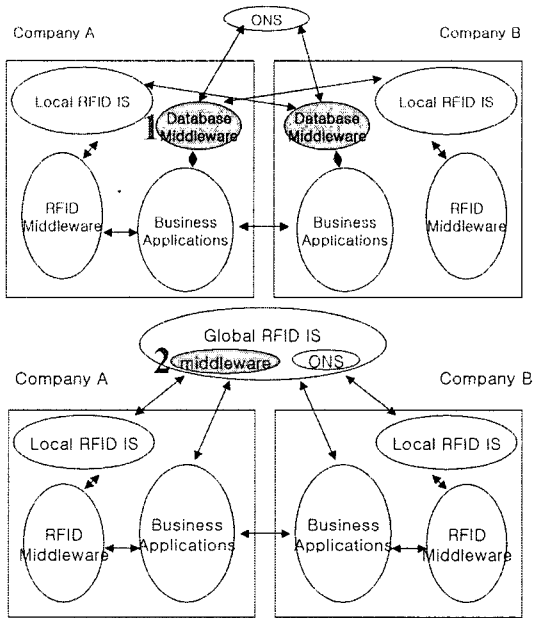 ONS
Company A
Company B
Local RFID IS
Local RFID IS
1
Database
Middleware
Database
Middleware
RFID
Middleware
Business
Applications
Business
Applications
RFID
Middleware
Global RFID IS
2 middleware
ONS
Company A
Company B
Local RFID IS
Local RFID IS
RFID
Middleware
Business
Applications
Business
Applications
RFID
Middleware